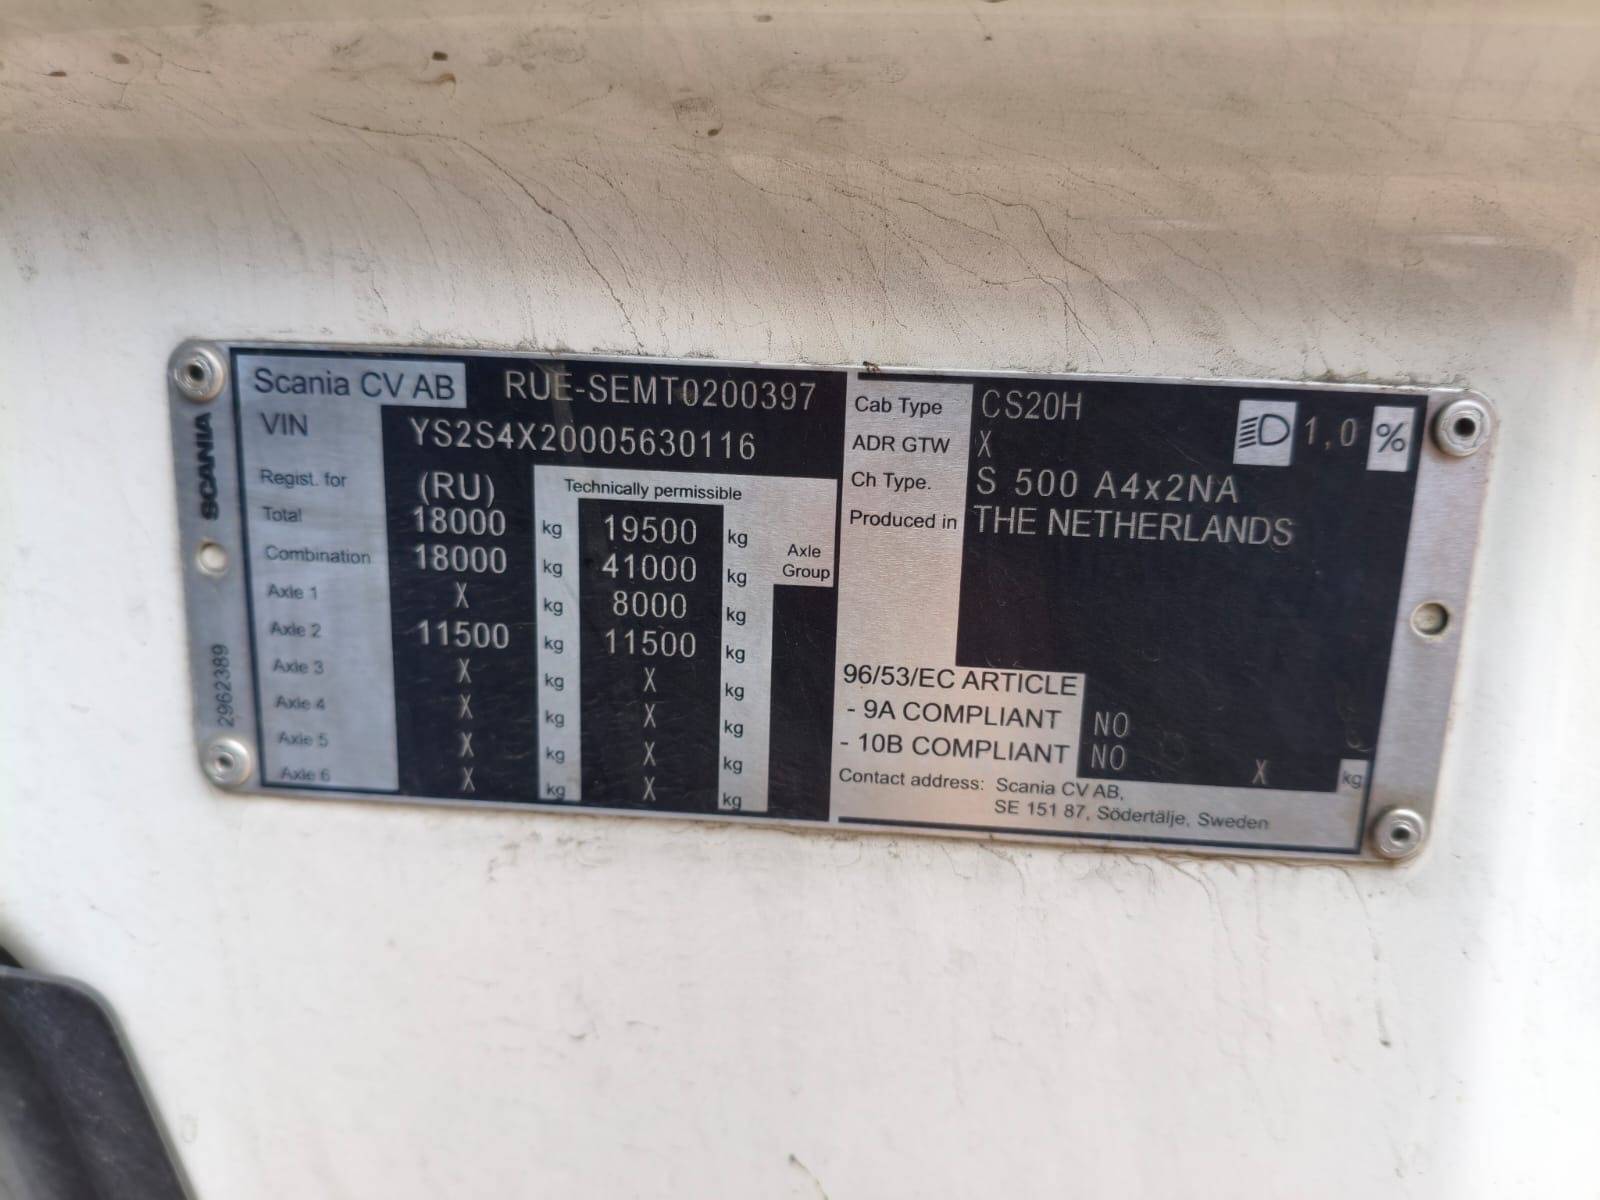 Scania CV AB RUE-SEMT0200397
VIN YS2S4X20005630116
Regist. for (RU) Technically permissible
Total 18000 kg 19500 kg
Combination 18000 kg 41000 kg Axle Group
Axle 1 X kg 8000 kg
Axle 2 11500 kg 11500 kg
Axle 3 X kg X kg
Axle 4 X kg X kg
Axle 5 X kg X kg
Axle 6 X kg X kg
SCANIA
2962389
Cab Type CS20H 1,0 %
ADR GTW X
Ch Type. S 500 A4x2NA
Produced in THE NETHERLANDS
96/53/EC ARTICLE
- 9A COMPLIANT NO
- 10B COMPLIANT NO X kg
Contact address: Scania CV AB,
SE 151 87, Södertälje, Sweden